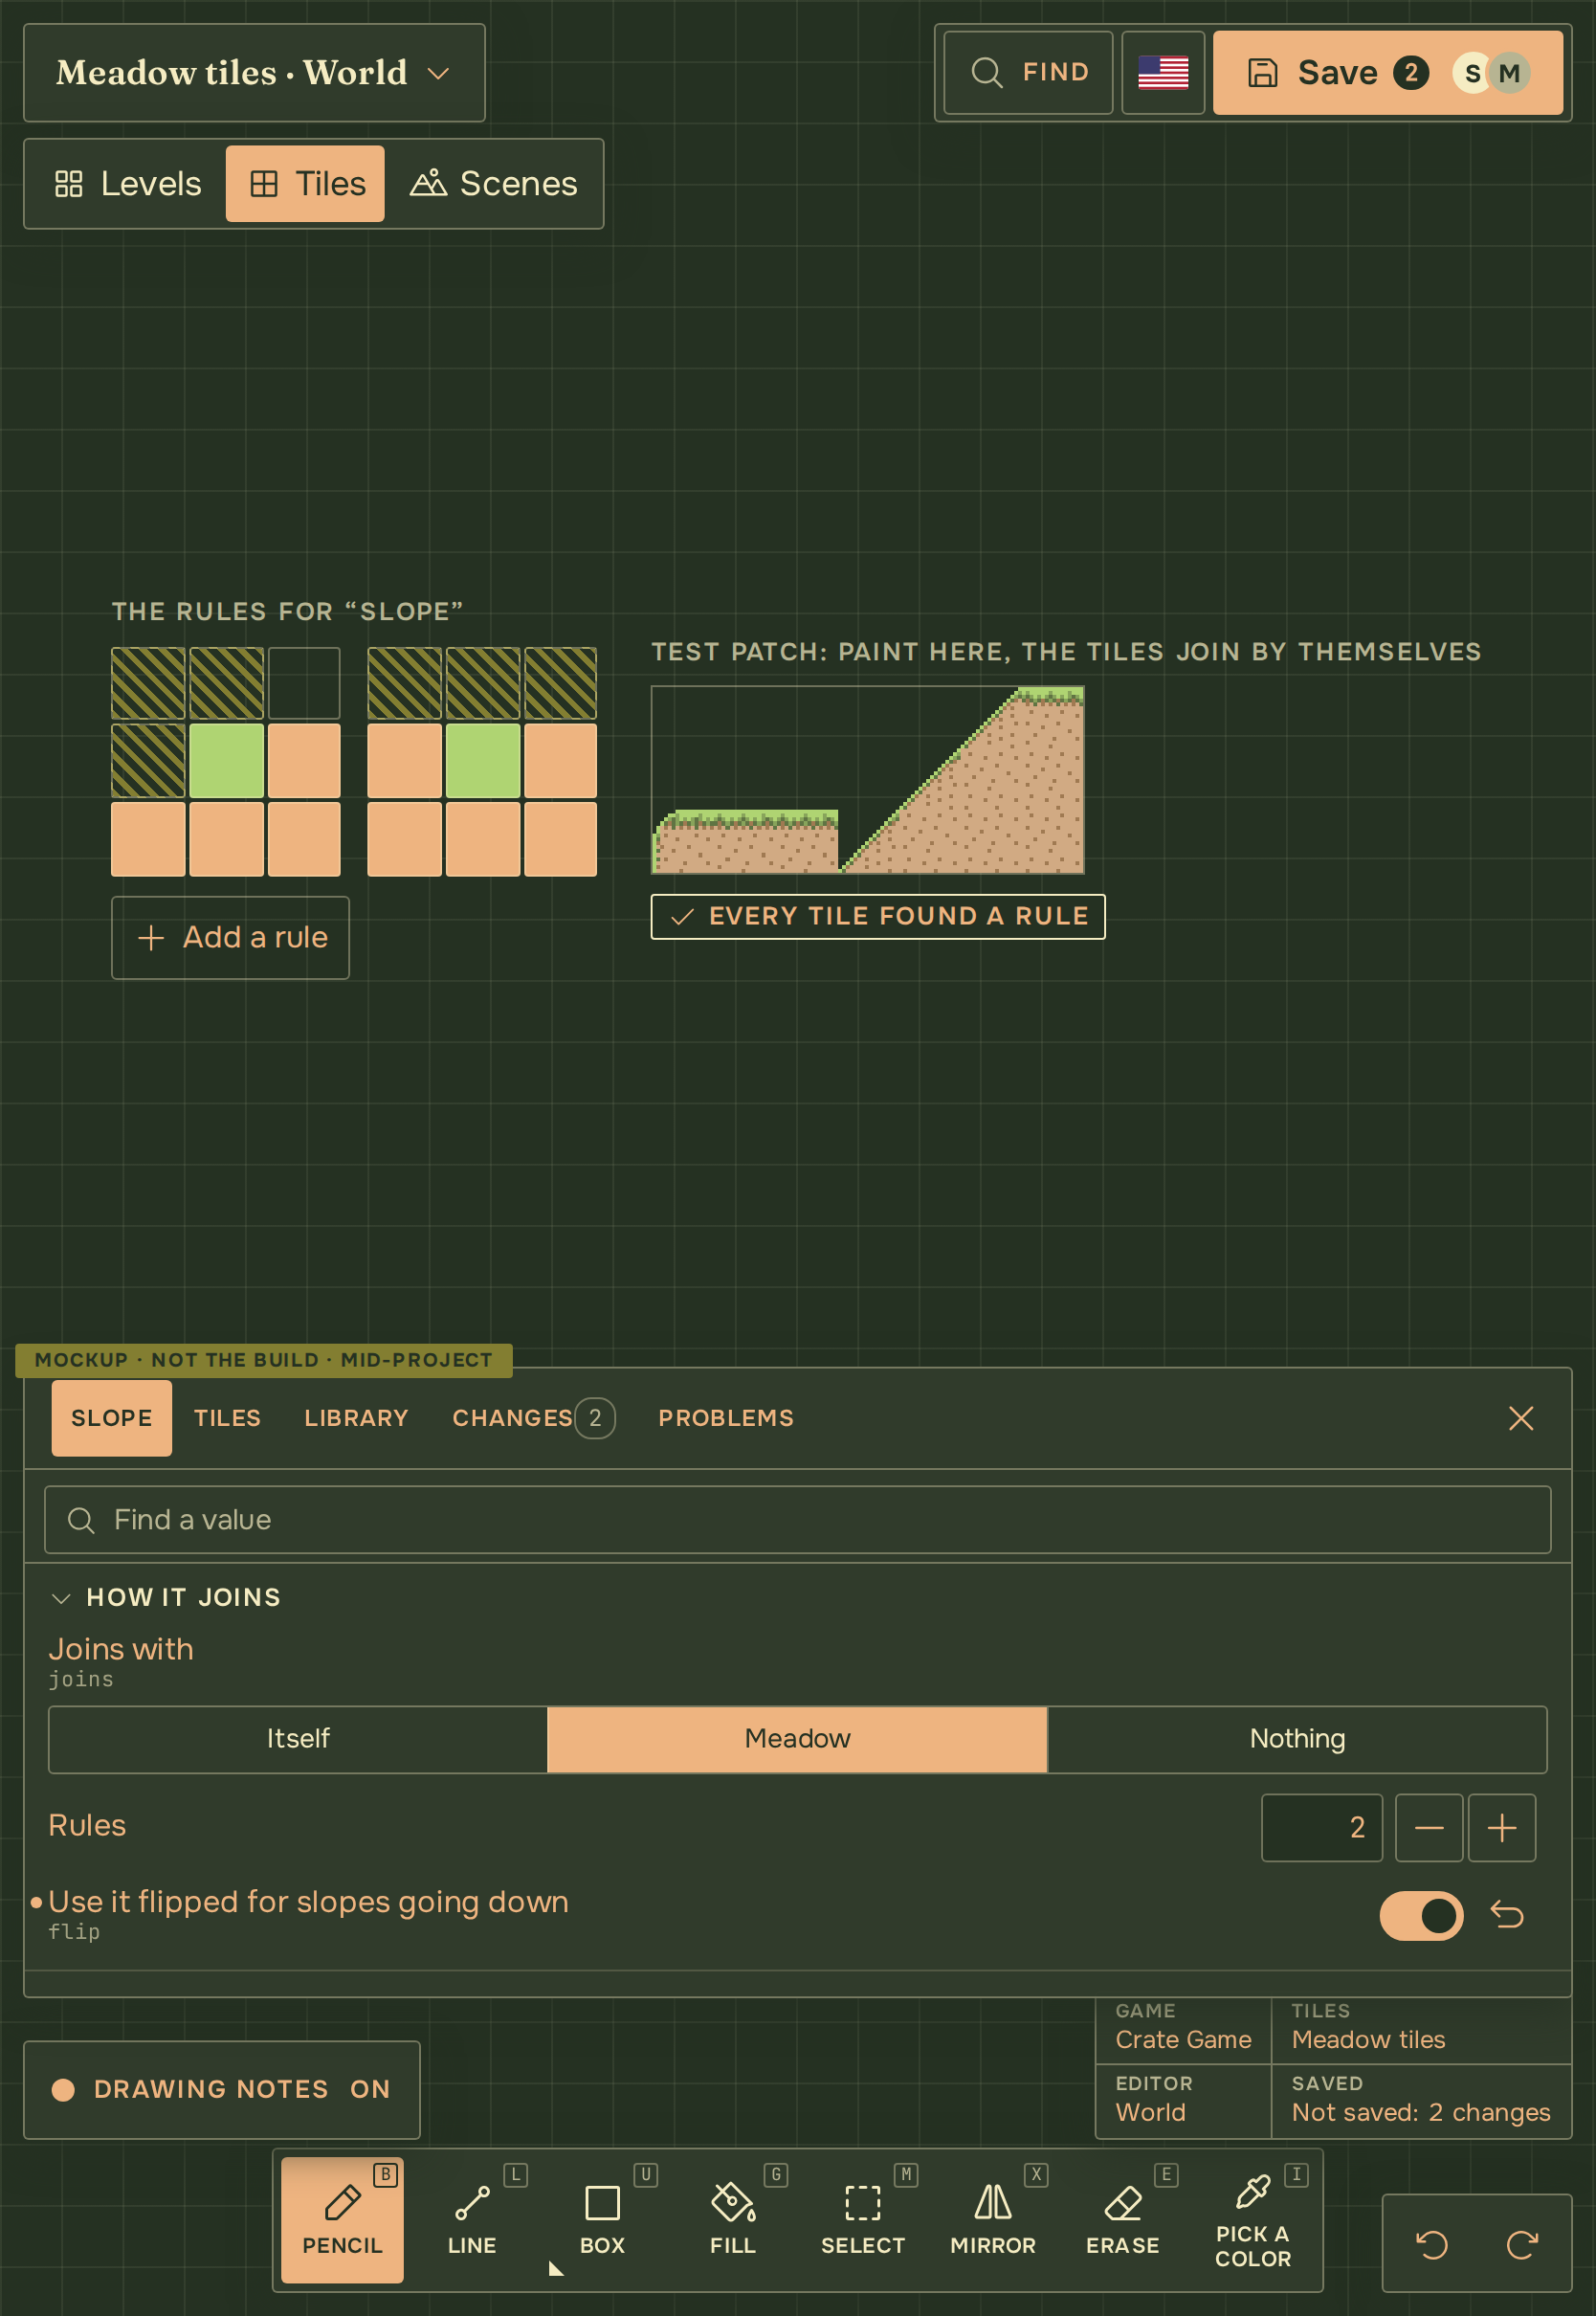 Meadow tiles · World
FIND
Save 2 S M
Levels
Tiles
Scenes
THE RULES FOR “SLOPE”
TEST PATCH: PAINT HERE, THE TILES JOIN BY THEMSELVES
EVERY TILE FOUND A RULE
Add a rule
MOCKUP · NOT THE BUILD · MID-PROJECT
SLOPE
TILES
LIBRARY
CHANGES 2
PROBLEMS
Find a value
HOW IT JOINS
Joins with
joins
Itself
Meadow
Nothing
Rules
2
Use it flipped for slopes going down
flip
GAME
Crate Game
TILES
Meadow tiles
EDITOR
World
SAVED
Not saved: 2 changes
DRAWING NOTES ON
B
PENCIL
L
LINE
U
BOX
G
FILL
M
SELECT
X
MIRROR
E
ERASE
I
PICK A
COLOR